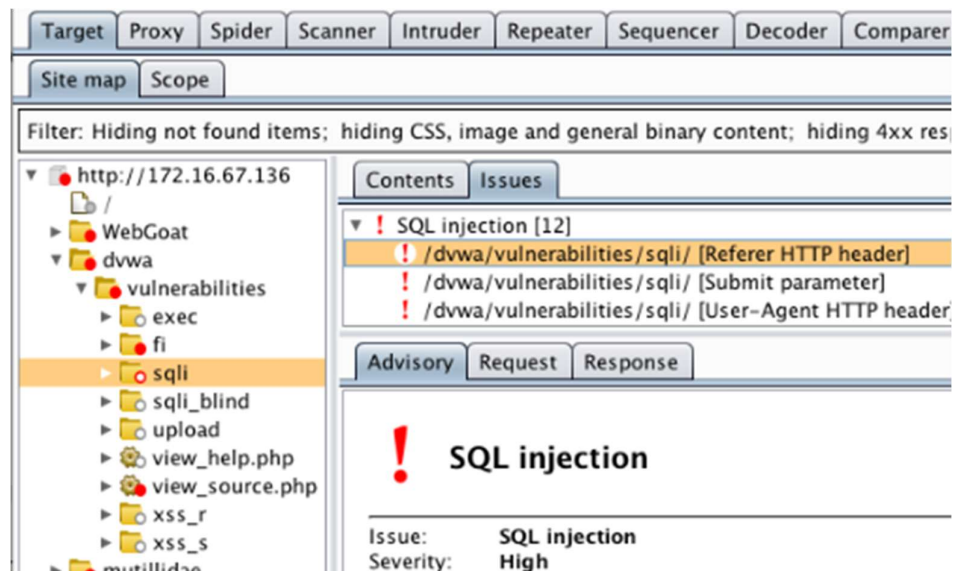 Target Proxy Spider Scanner Intruder Repeater Sequencer Decoder Comparer
Site map Scope
Filter: Hiding not found items; hiding CSS, image and general binary content; hiding 4xx
http://172.16.67.136
/
WebGoat
dvwa
vulnerabilities
exec
fi
sqli
sqli_blind
upload
view_help.php
view_source.php
xss_r
xss_s
mutillidae
Contents Issues
! SQL injection [12]
! /dvwa/vulnerabilities/sqli/ [Referer HTTP header]
! /dvwa/vulnerabilities/sqli/ [Submit parameter]
! /dvwa/vulnerabilities/sqli/ [User-Agent HTTP header]
Advisory Request Response
! SQL injection
Issue: SQL injection
Severity: High